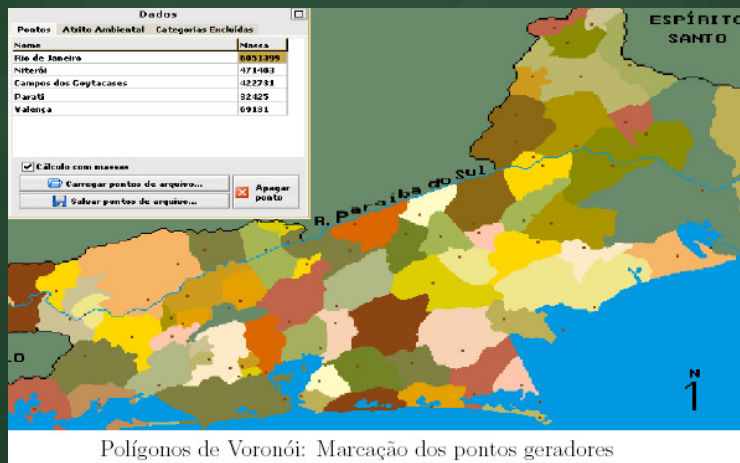 Dados
Pontos Atrito Ambiental Categorias Excluídas
Nome Massa
Rio de Janeiro 6051399
Niterói 471403
Campos dos Goytacases 422731
Parati 32425
Valença 69131
Cálculo com massas
Carregar pontos de arquivo...
Salvar pontos de arquivo...
Apagar
ponto
ESPÍRITO
SANTO
R. Paraíba do Sul
LO
N
1
Polígonos de Voronói: Marcação dos pontos geradores